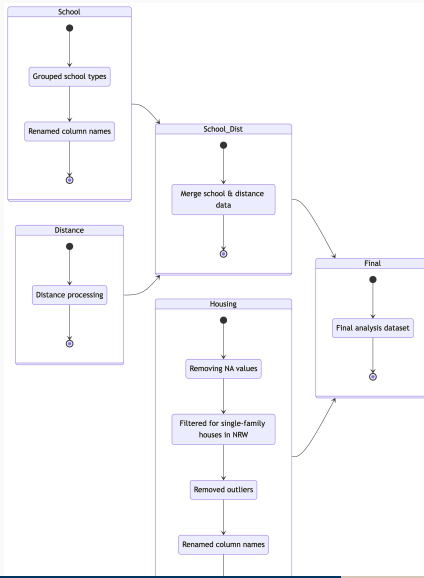 School
Grouped school types
Renamed column names
School_Dist
Merge school & distance
data
Distance
Distance processing
Final
Final analysis dataset
Housing
Removing NA values
Filtered for single-family
houses in NRW
Removed outliers
Renamed column names